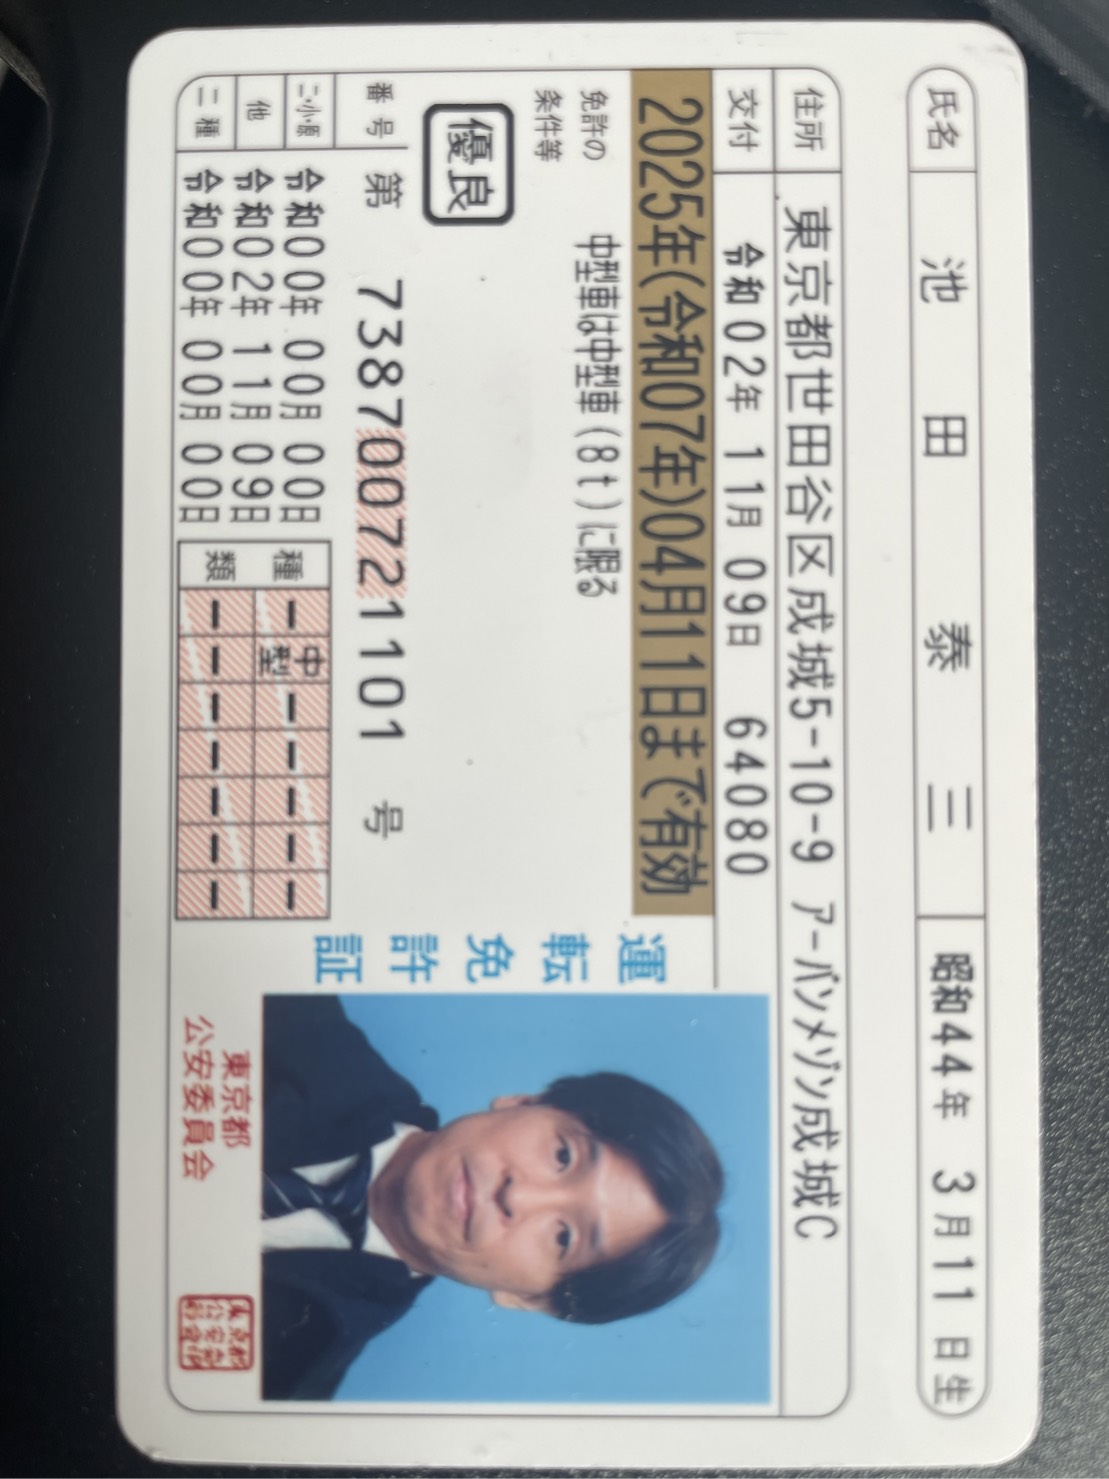 氏名 池田 泰三 昭和44年 3月11日生
住所 東京都世田谷区成城5-10-9 アーバンメゾン成城C
交付 令和02年 11月 09日 64080
2025年(令和07年)04月11日まで有効
免許の
条件等
中型車は中型車(8t)に限る
優良
番号 第 738700721101 号
二・小・原 令和00年 00月 00日
他 令和02年 11月 09日
二種 令和00年 00月 00日
種類
中型
運転免許証
東京都
公安委員会